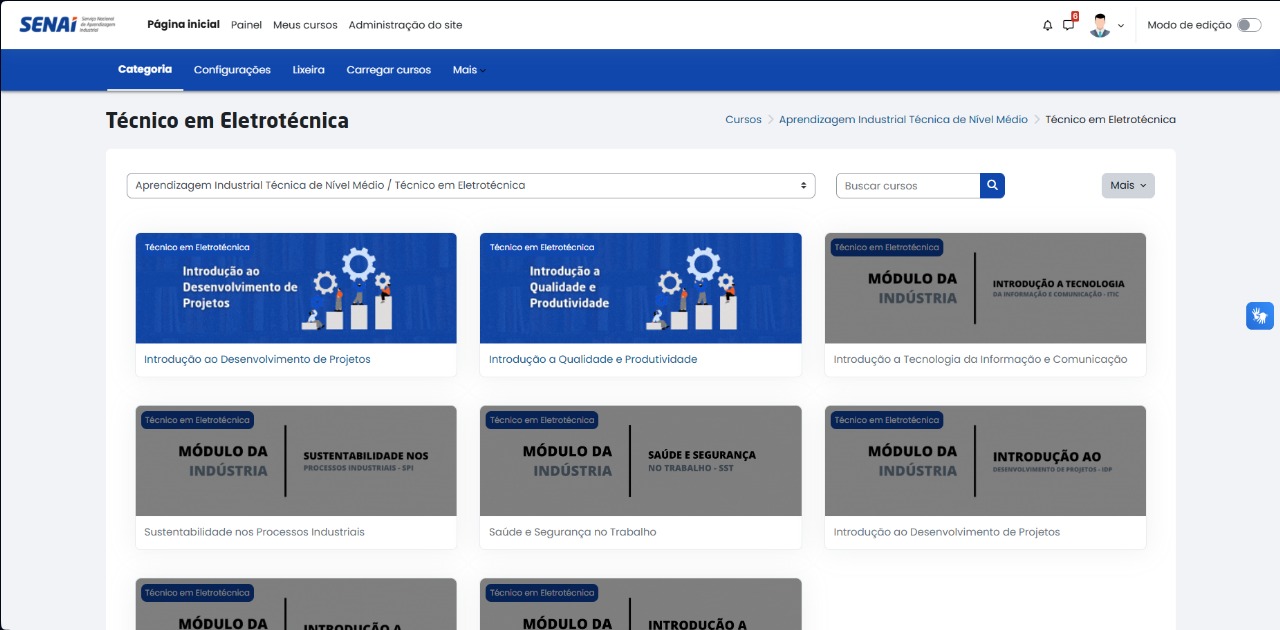 SENAI Serviço Nacional
de Aprendizagem
Industrial
Página inicial Painel Meus cursos Administração do site
6
Modo de edição
Categoria Configurações Lixeira Carregar cursos Mais
Técnico em Eletrotécnica
Cursos Aprendizagem Industrial Técnica de Nível Médio Técnico em Eletrotécnica
Aprendizagem Industrial Técnica de Nível Médio / Técnico em Eletrotécnica
Buscar cursos
Mais
Técnico em Eletrotécnica
Introdução ao
Desenvolvimento de
Projetos
Introdução ao Desenvolvimento de Projetos
Técnico em Eletrotécnica
Introdução a
Qualidade e
Produtividade
Introdução a Qualidade e Produtividade
Técnico em Eletrotécnica
MÓDULO DA
INDÚSTRIA
INTRODUÇÃO A TECNOLOGIA
DA INFORMAÇÃO E COMUNICAÇÃO - ITIC
Introdução a Tecnologia da Informação e Comunicação
Técnico em Eletrotécnica
MÓDULO DA
INDÚSTRIA
SUSTENTABILIDADE NOS
PROCESSOS INDUSTRIAIS - SPI
Sustentabilidade nos Processos Industriais
Técnico em Eletrotécnica
MÓDULO DA
INDÚSTRIA
SAÚDE E SEGURANÇA
NO TRABALHO - SST
Saúde e Segurança no Trabalho
Técnico em Eletrotécnica
MÓDULO DA
INDÚSTRIA
INTRODUÇÃO AO
DESENVOLVIMENTO DE PROJETOS - IDP
Introdução ao Desenvolvimento de Projetos
Técnico em Eletrotécnica
MÓDULO DA
INTRODUÇÃO AO
Técnico em Eletrotécnica
MÓDULO DA
INTRODUÇÃO A